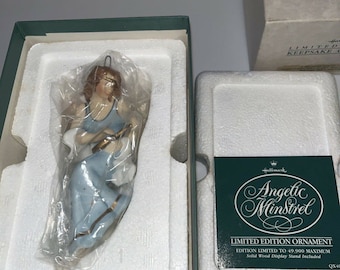 LIMITED
KEEPSAKE
Hallmark
Angelic
Minstrel
LIMITED EDITION ORNAMENT
EDITION LIMITED TO 49,900 MAXIMUM
Solid Wood Display Stand Included